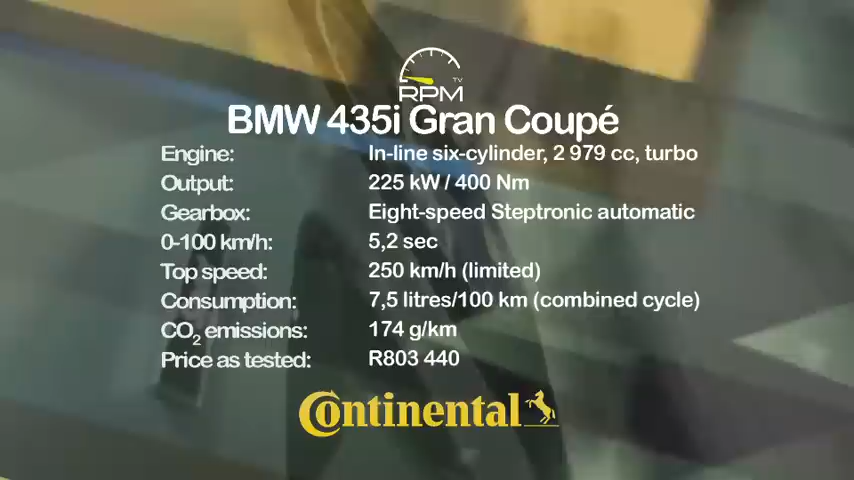 TV
RPM
BMW 435i Gran Coupé
Engine: In-line six-cylinder, 2 979 cc, turbo
Output: 225 kW / 400 Nm
Gearbox: Eight-speed Steptronic automatic
0-100 km/h: 5,2 sec
Top speed: 250 km/h (limited)
Consumption: 7,5 litres/100 km (combined cycle)
CO₂ emissions: 174 g/km
Price as tested: R803 440
Continental